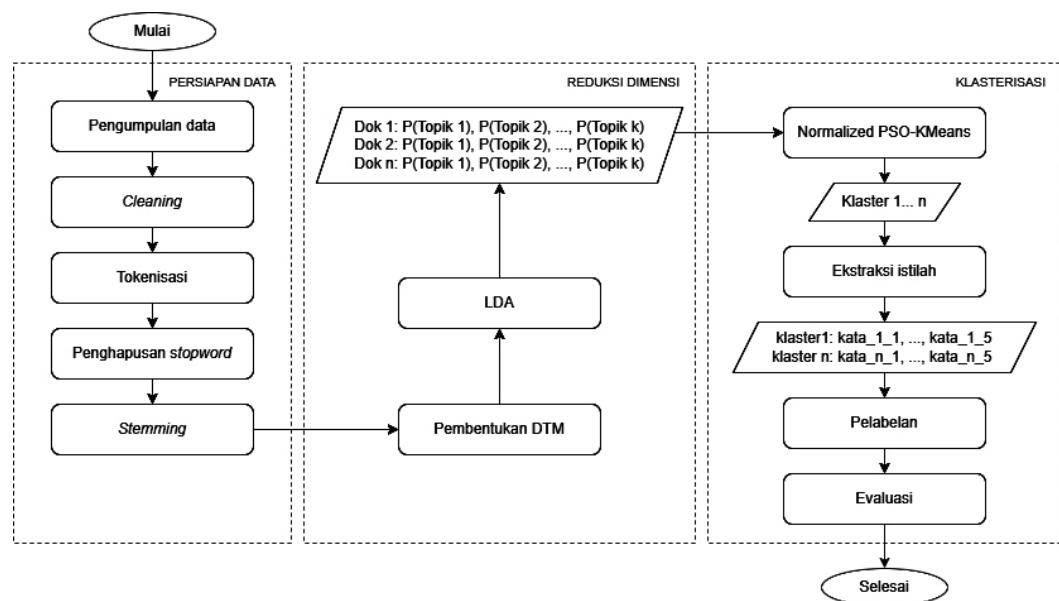 Mulai
PERSIAPAN DATA
Pengumpulan data
Cleaning
Tokenisasi
Penghapusan stopword
Stemming
REDUKSI DIMENSI
Dok 1: P(Topik 1), P(Topik 2), ..., P(Topik k)
Dok 2: P(Topik 1), P(Topik 2), ..., P(Topik k)
Dok n: P(Topik 1), P(Topik 2), ..., P(Topik k)
LDA
Pembentukan DTM
KLASTERISASI
Normalized PSO-KMeans
Klaster 1... n
Ekstraksi istilah
klaster1: kata_1_1, ..., kata_1_5
klaster n: kata_n_1, ..., kata_n_5
Pelabelan
Evaluasi
Selesai